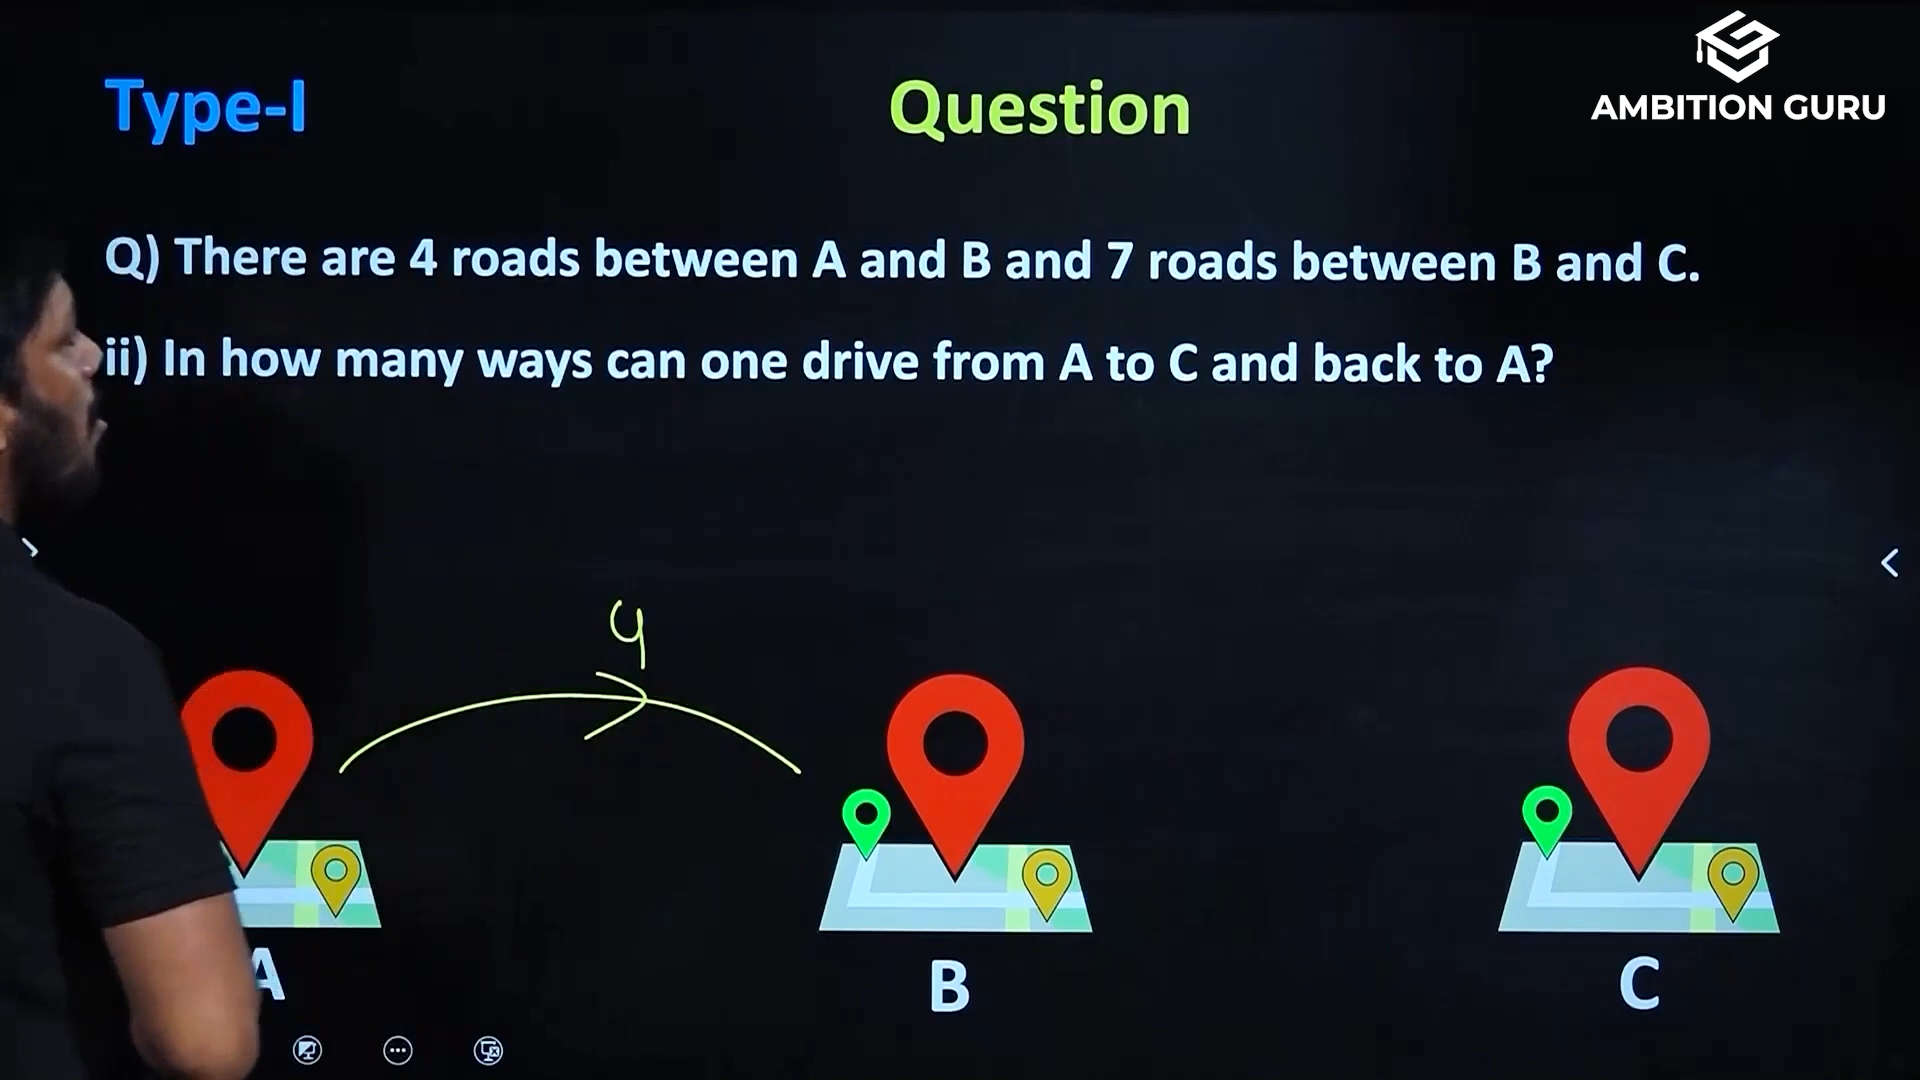 AMBITION GURU
Type-I
Question
Q) There are 4 roads between A and B and 7 roads between B and C.
ii) In how many ways can one drive from A to C and back to A?
4
A
B
C